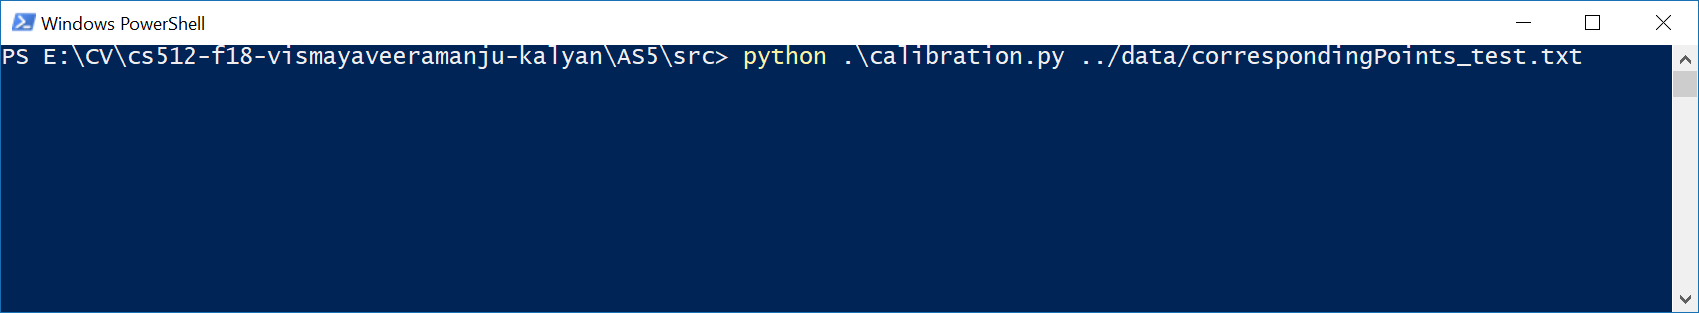 Windows PowerShell
PS E:\CV\cs512-f18-vismayaveeramanju-kalyan\AS5\src> python .\calibration.py ../data/correspondingPoints_test.txt